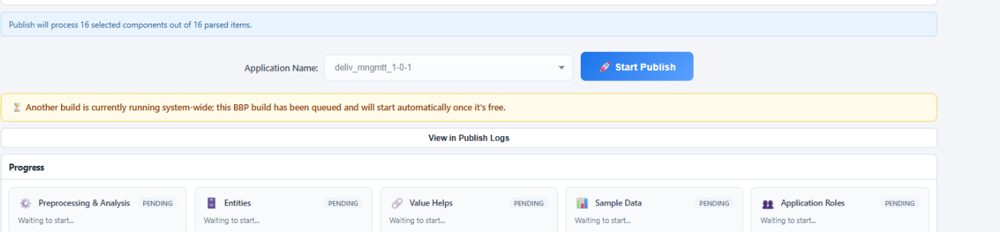 Publish will process 16 selected components out of 16 parsed items.
Application Name: deliv_mngmtt_1-0-1 Start Publish
Another build is currently running system-wide; this BBP build has been queued and will start automatically once it's free.
View in Publish Logs
Progress
Preprocessing & Analysis PENDING Entities PENDING Value Helps PENDING Sample Data PENDING Application Roles PENDING
Waiting to start... Waiting to start... Waiting to start... Waiting to start... Waiting to start...